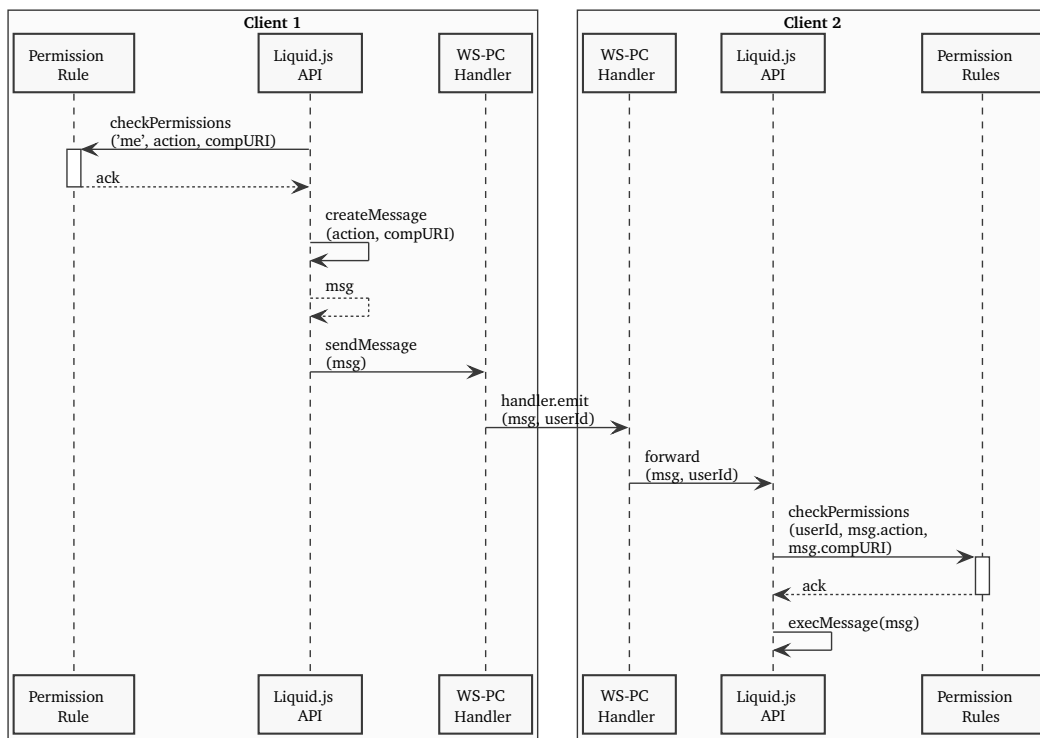 Client 1
Client 2
Permission
Rule
Liquid.js
API
WS-PC
Handler
WS-PC
Handler
Liquid.js
API
Permission
Rules
checkPermissions
('me', action, compURI)
ack
createMessage
(action, compURI)
msg
sendMessage
(msg)
handler.emit
(msg, userId)
forward
(msg, userId)
checkPermissions
(userId, msg.action,
msg.compURI)
ack
execMessage(msg)
Permission
Rule
Liquid.js
API
WS-PC
Handler
WS-PC
Handler
Liquid.js
API
Permission
Rules